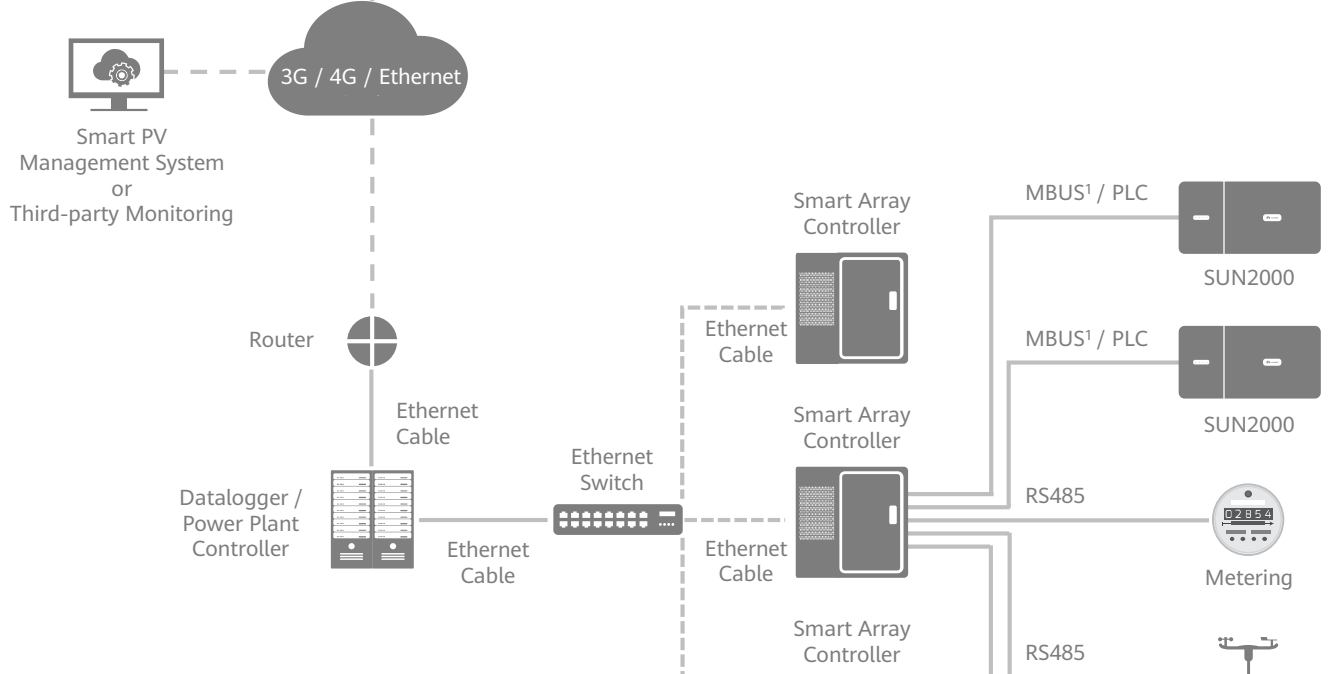 3G / 4G / Ethernet
Smart PV
Management System
or
Third-party Monitoring
Router
Ethernet
Cable
Datalogger /
Power Plant
Controller
Ethernet
Cable
Ethernet
Switch
Ethernet
Cable
Ethernet
Cable
Smart Array
Controller
Smart Array
Controller
Smart Array
Controller
MBUS¹ / PLC
SUN2000
MBUS¹ / PLC
SUN2000
RS485
02854
Metering
RS485